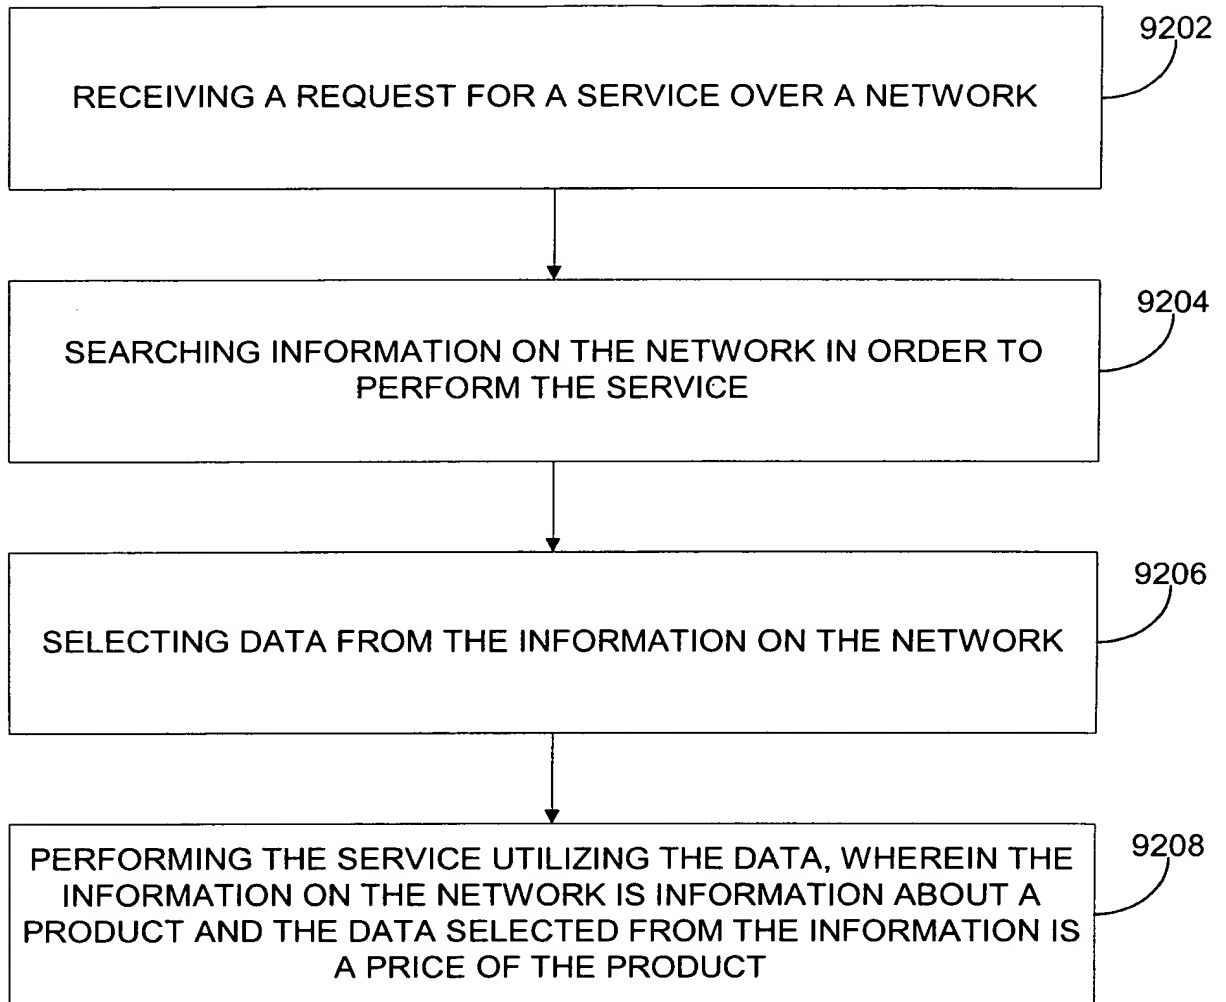 9202
RECEIVING A REQUEST FOR A SERVICE OVER A NETWORK
9204
SEARCHING INFORMATION ON THE NETWORK IN ORDER TO
PERFORM THE SERVICE
9206
SELECTING DATA FROM THE INFORMATION ON THE NETWORK
9208
PERFORMING THE SERVICE UTILIZING THE DATA, WHEREIN THE
INFORMATION ON THE NETWORK IS INFORMATION ABOUT A
PRODUCT AND THE DATA SELECTED FROM THE INFORMATION IS
A PRICE OF THE PRODUCT